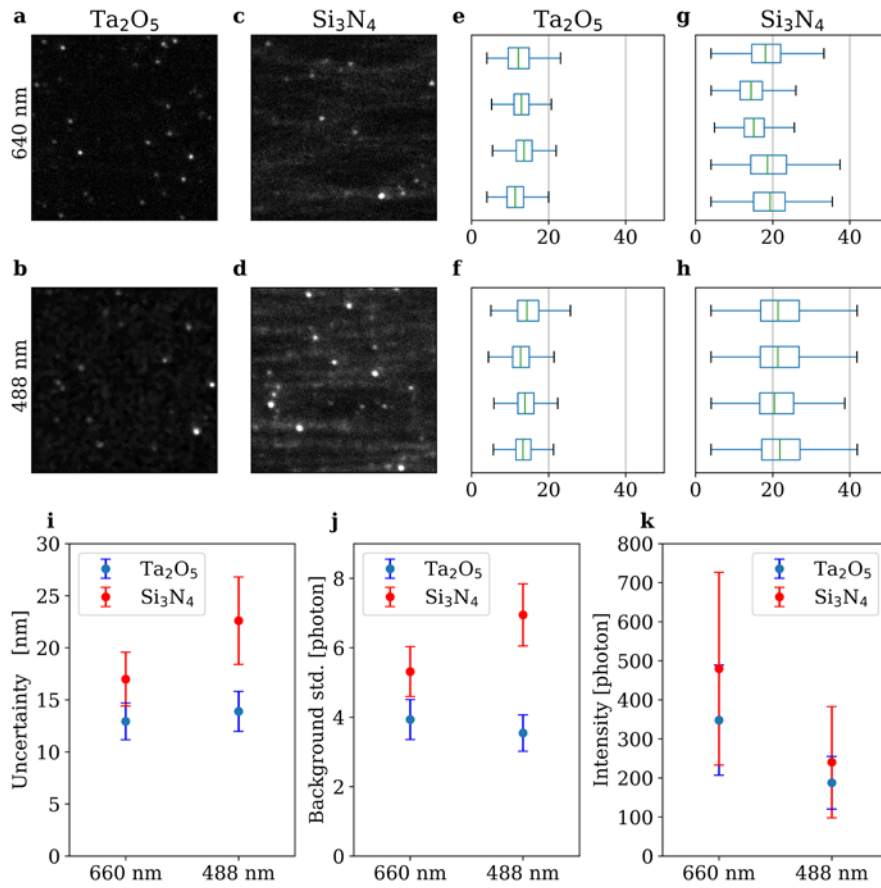 a Ta₂O₅ c Si₃N₄ e Ta₂O₅ g Si₃N₄
640 nm
0 20 40 0 20 40
b d f h
488 nm
0 20 40 0 20 40
i j k
30
25
20
15
10
5
0
Uncertainty [nm]
Ta₂O₅
Si₃N₄
660 nm 488 nm
8
6
4
2
0
Background std. [photon]
Ta₂O₅
Si₃N₄
660 nm 488 nm
800
700
600
500
400
300
200
100
0
Intensity [photon]
Ta₂O₅
Si₃N₄
660 nm 488 nm